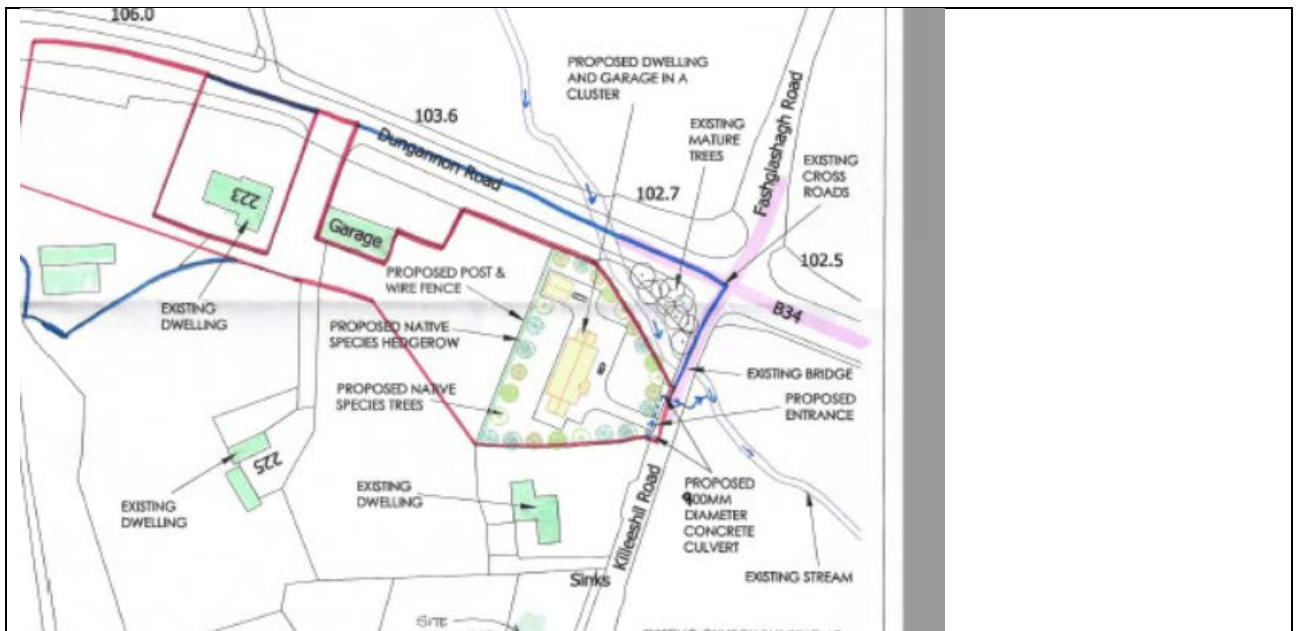 106.0
PROPOSED DWELLING
AND GARAGE IN A
CLUSTER
103.6
Dungannon Road
EXISTING
MATURE
TREES
Fashglashagh Road
EXISTING
CROSS
ROADS
102.7
102.5
223
Garage
PROPOSED POST &
WIRE FENCE
B34
EXISTING
DWELLING
PROPOSED NATIVE
SPECIES HEDGEROW
EXISTING BRIDGE
PROPOSED
ENTRANCE
PROPOSED NATIVE
SPECIES TREES
225
EXISTING
DWELLING
EXISTING
DWELLING
Killeeshil Road
PROPOSED
900MM
DIAMETER
CONCRETE
CULVERT
Sinks
EXISTING STREAM
SITE